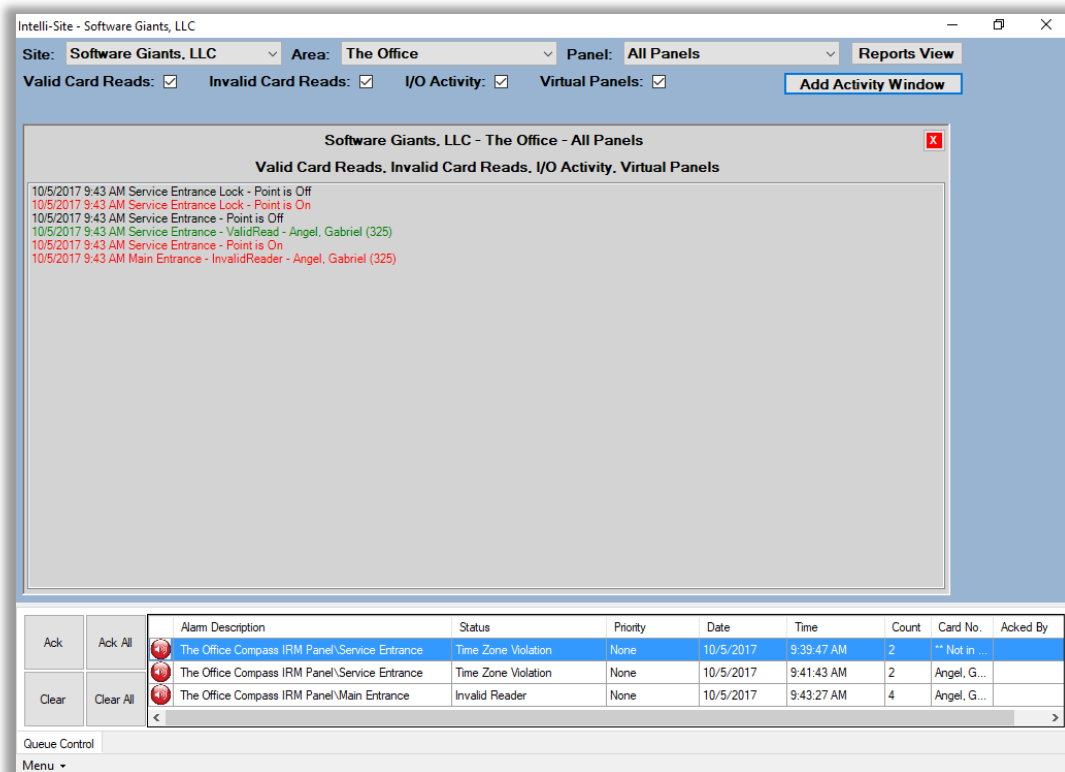 Intelli-Site - Software Giants, LLC
Site: Software Giants, LLC Area: The Office Panel: All Panels Reports View
Valid Card Reads: Invalid Card Reads: I/O Activity: Virtual Panels: Add Activity Window
Software Giants, LLC - The Office - All Panels X
Valid Card Reads, Invalid Card Reads, I/O Activity, Virtual Panels
10/5/2017 9:43 AM Service Entrance Lock - Point is Off
10/5/2017 9:43 AM Service Entrance Lock - Point is On
10/5/2017 9:43 AM Service Entrance - Point is Off
10/5/2017 9:43 AM Service Entrance - ValidRead - Angel, Gabriel (325)
10/5/2017 9:43 AM Service Entrance - Point is On
10/5/2017 9:43 AM Main Entrance - InvalidReader - Angel, Gabriel (325)
Ack Ack All Clear Clear All
Alarm Description Status Priority Date Time Count Card No. Acked By
The Office Compass IRM Panel\Service Entrance Time Zone Violation None 10/5/2017 9:39:47 AM 2 ** Not in ...
The Office Compass IRM Panel\Service Entrance Time Zone Violation None 10/5/2017 9:41:43 AM 2 Angel, G...
The Office Compass IRM Panel\Main Entrance Invalid Reader None 10/5/2017 9:43:27 AM 4 Angel, G...
Queue Control
Menu